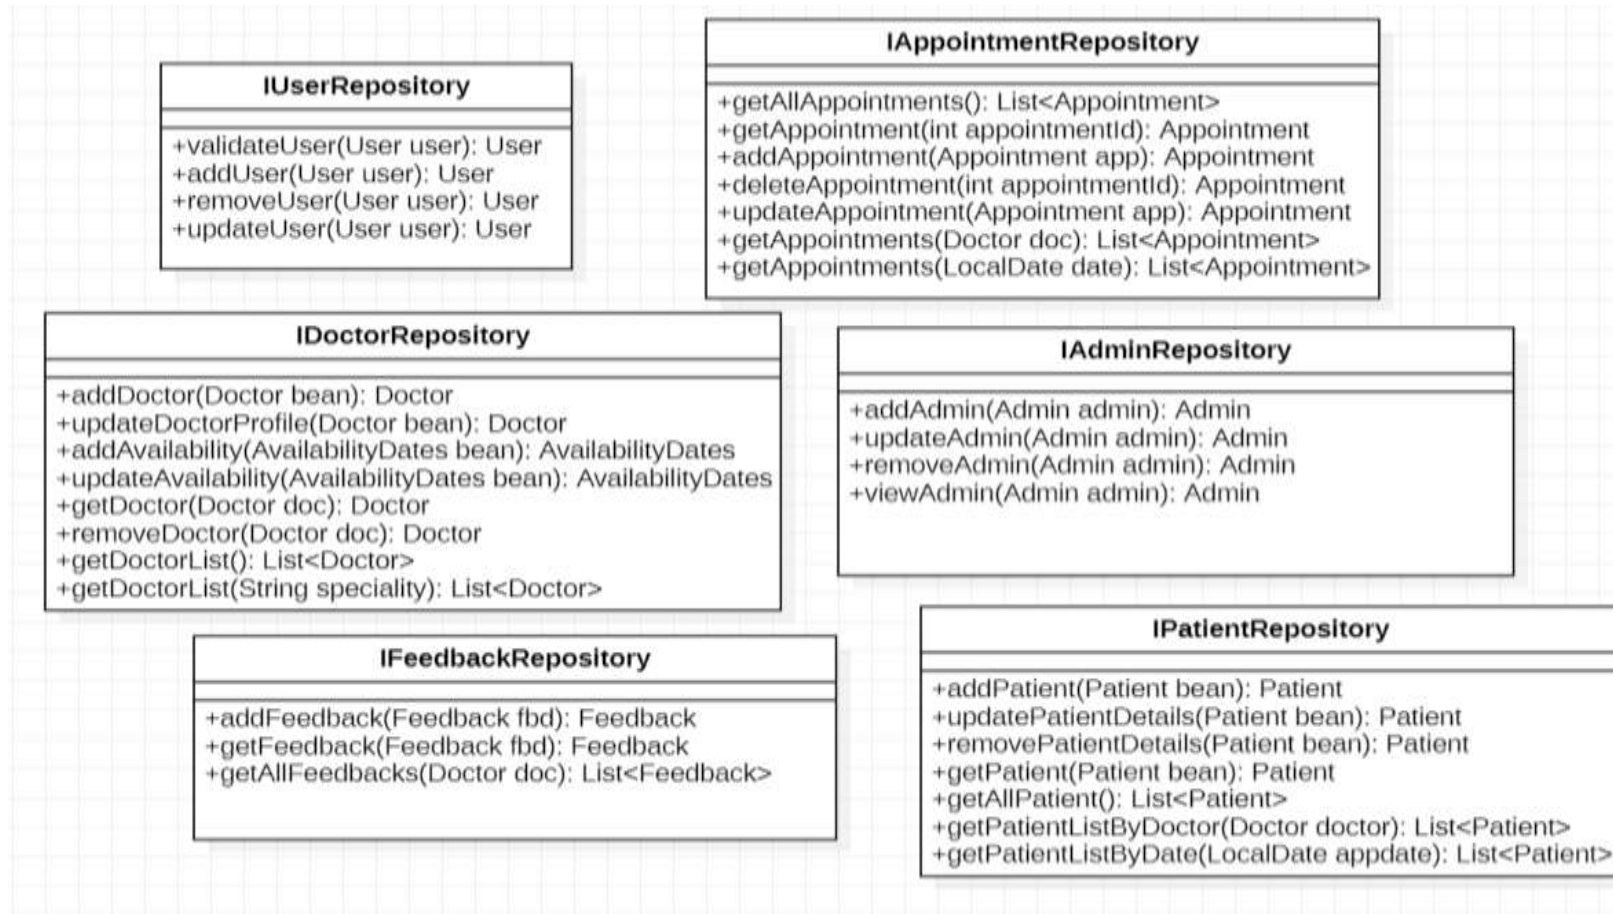 IUserRepository
+validateUser(User user): User
+addUser(User user): User
+removeUser(User user): User
+updateUser(User user): User
IAppointmentRepository
+getAllAppointments(): List<Appointment>
+getAppointment(int appointmentId): Appointment
+addAppointment(Appointment app): Appointment
+deleteAppointment(int appointmentId): Appointment
+updateAppointment(Appointment app): Appointment
+getAppointments(Doctor doc): List<Appointment>
+getAppointments(LocalDate date): List<Appointment>
IDoctorRepository
+addDoctor(Doctor bean): Doctor
+updateDoctorProfile(Doctor bean): Doctor
+addAvailability(AvailabilityDates bean): AvailabilityDates
+updateAvailability(AvailabilityDates bean): AvailabilityDates
+getDoctor(Doctor doc): Doctor
+removeDoctor(Doctor doc): Doctor
+getDoctorList(): List<Doctor>
+getDoctorList(String speciality): List<Doctor>
IAdminRepository
+addAdmin(Admin admin): Admin
+updateAdmin(Admin admin): Admin
+removeAdmin(Admin admin): Admin
+viewAdmin(Admin admin): Admin
IFeedbackRepository
+addFeedback(Feedback fbd): Feedback
+getFeedback(Feedback fbd): Feedback
+getAllFeedbacks(Doctor doc): List<Feedback>
IPatientRepository
+addPatient(Patient bean): Patient
+updatePatientDetails(Patient bean): Patient
+removePatientDetails(Patient bean): Patient
+getPatient(Patient bean): Patient
+getAllPatient(): List<Patient>
+getPatientListByDoctor(Doctor doctor): List<Patient>
+getPatientListByDate(LocalDate appdate): List<Patient>